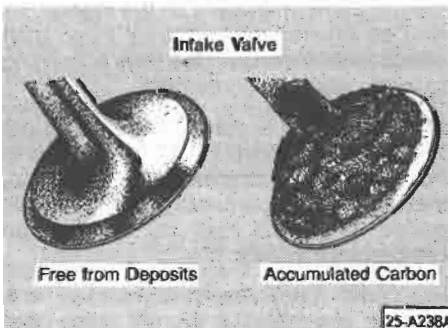 Intake Valve
Free from Deposits
Accumulated Carbon
25-A238